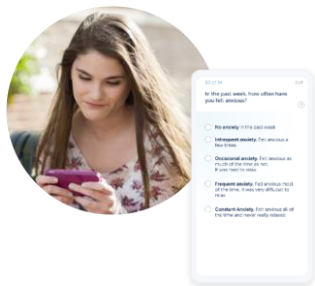 In the past week, how often have
you felt anxious?
No anxiety in the past week
Infrequent anxiety. Felt anxious a
few times.
Occasional anxiety. Felt anxious as
much of the time as not.
It was hard to relax.
Frequent anxiety. Felt anxious most
of the time. It was very difficult to
relax.
Constant Anxiety. Felt anxious all of
the time and never really relaxed.